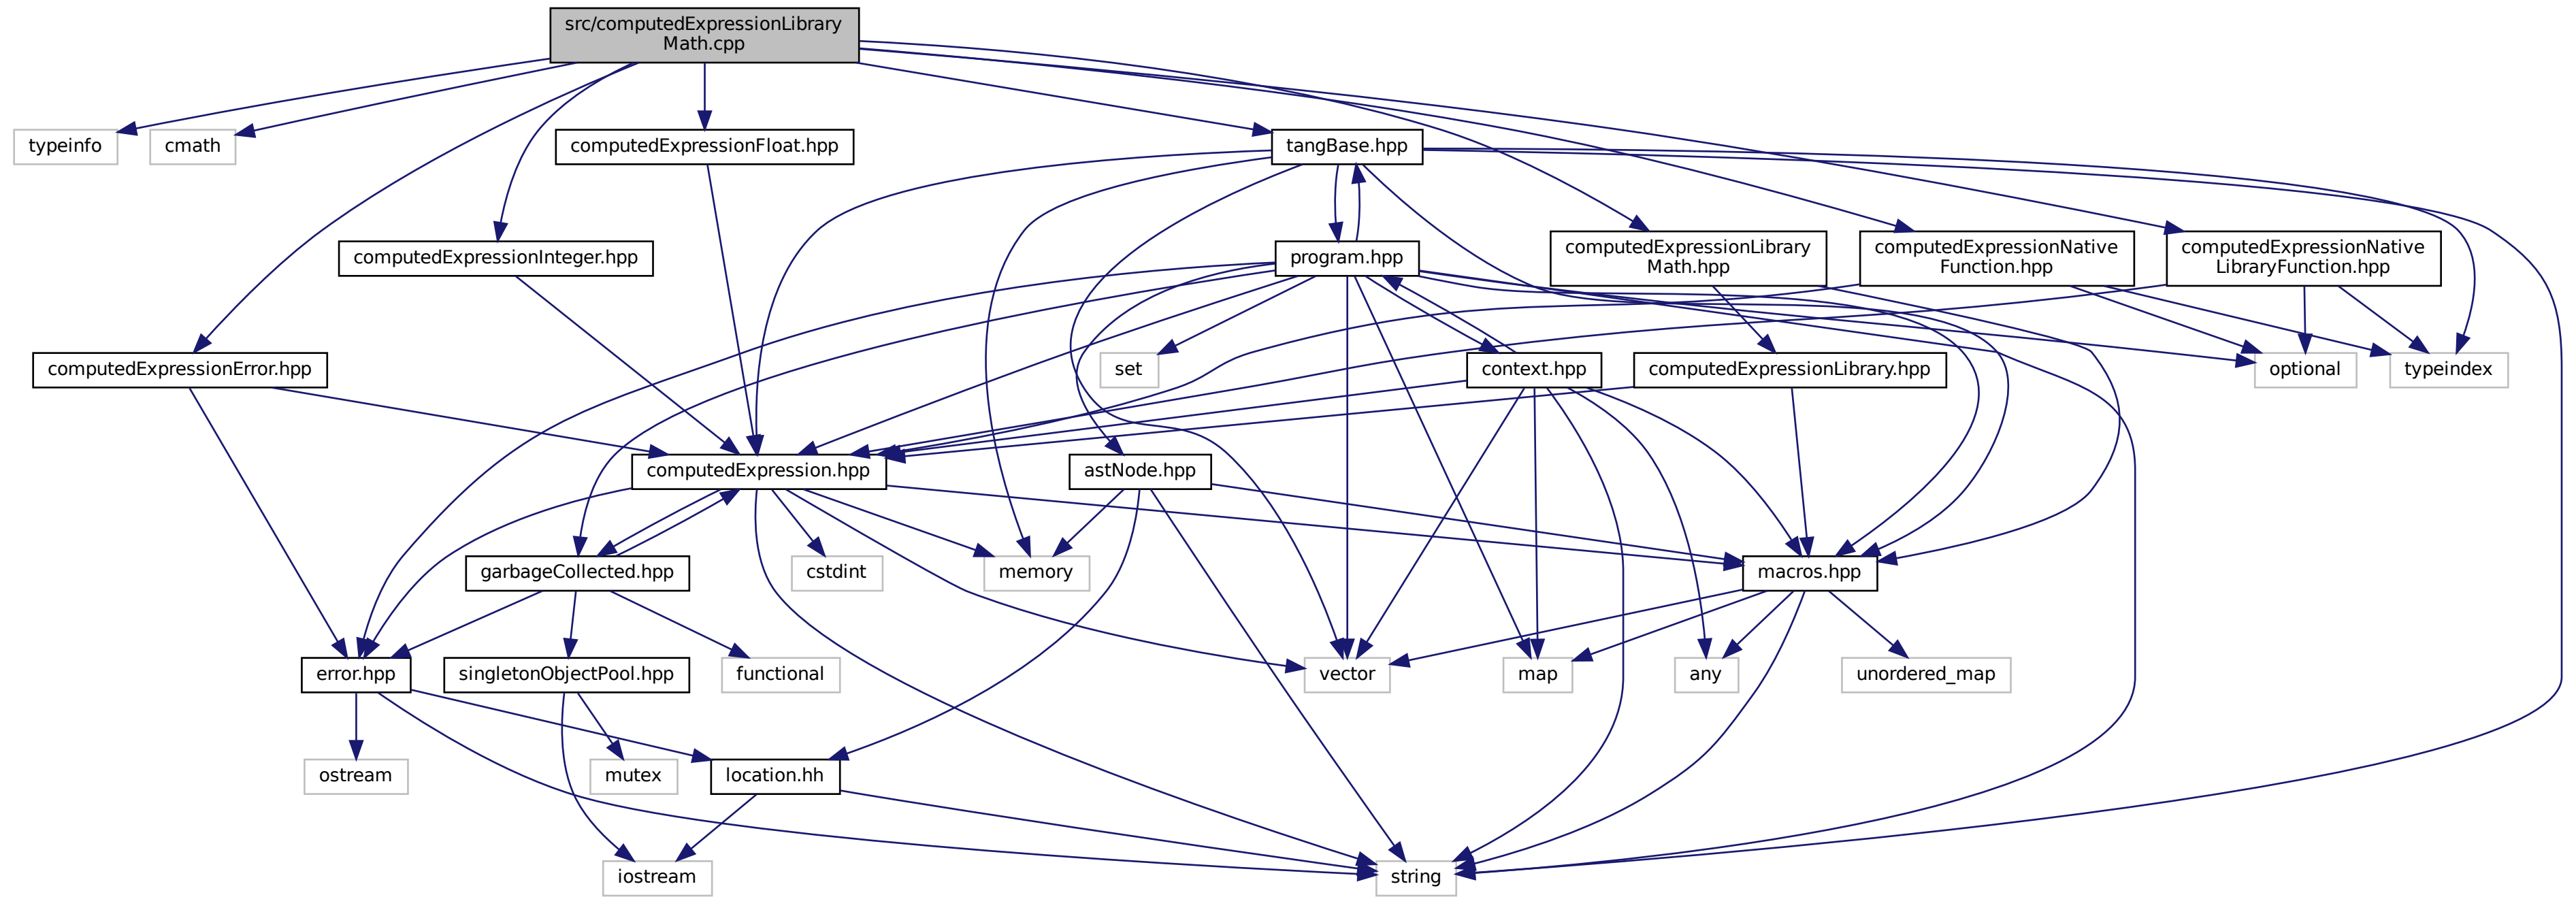 src/computedExpressionLibrary
Math.cpp
typeinfo
cmath
computedExpressionFloat.hpp
tangBase.hpp
computedExpressionInteger.hpp
program.hpp
computedExpressionLibrary
Math.hpp
computedExpressionNative
Function.hpp
computedExpressionNative
LibraryFunction.hpp
computedExpressionError.hpp
set
context.hpp
computedExpressionLibrary.hpp
optional
typeindex
computedExpression.hpp
astNode.hpp
garbageCollected.hpp
cstdint
memory
macros.hpp
error.hpp
singletonObjectPool.hpp
functional
vector
map
any
unordered_map
ostream
mutex
location.hh
iostream
string